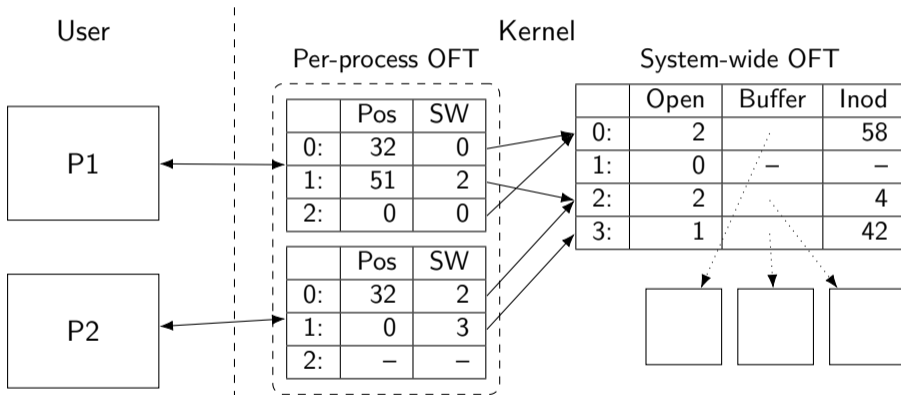 User
Kernel
Per-process OFT
System-wide OFT
P1
Pos SW
0: 32 0
1: 51 2
2: 0 0
Open Buffer Inod
0: 2 58
1: 0 – –
2: 2 4
3: 1 42
P2
Pos SW
0: 32 2
1: 0 3
2: – –